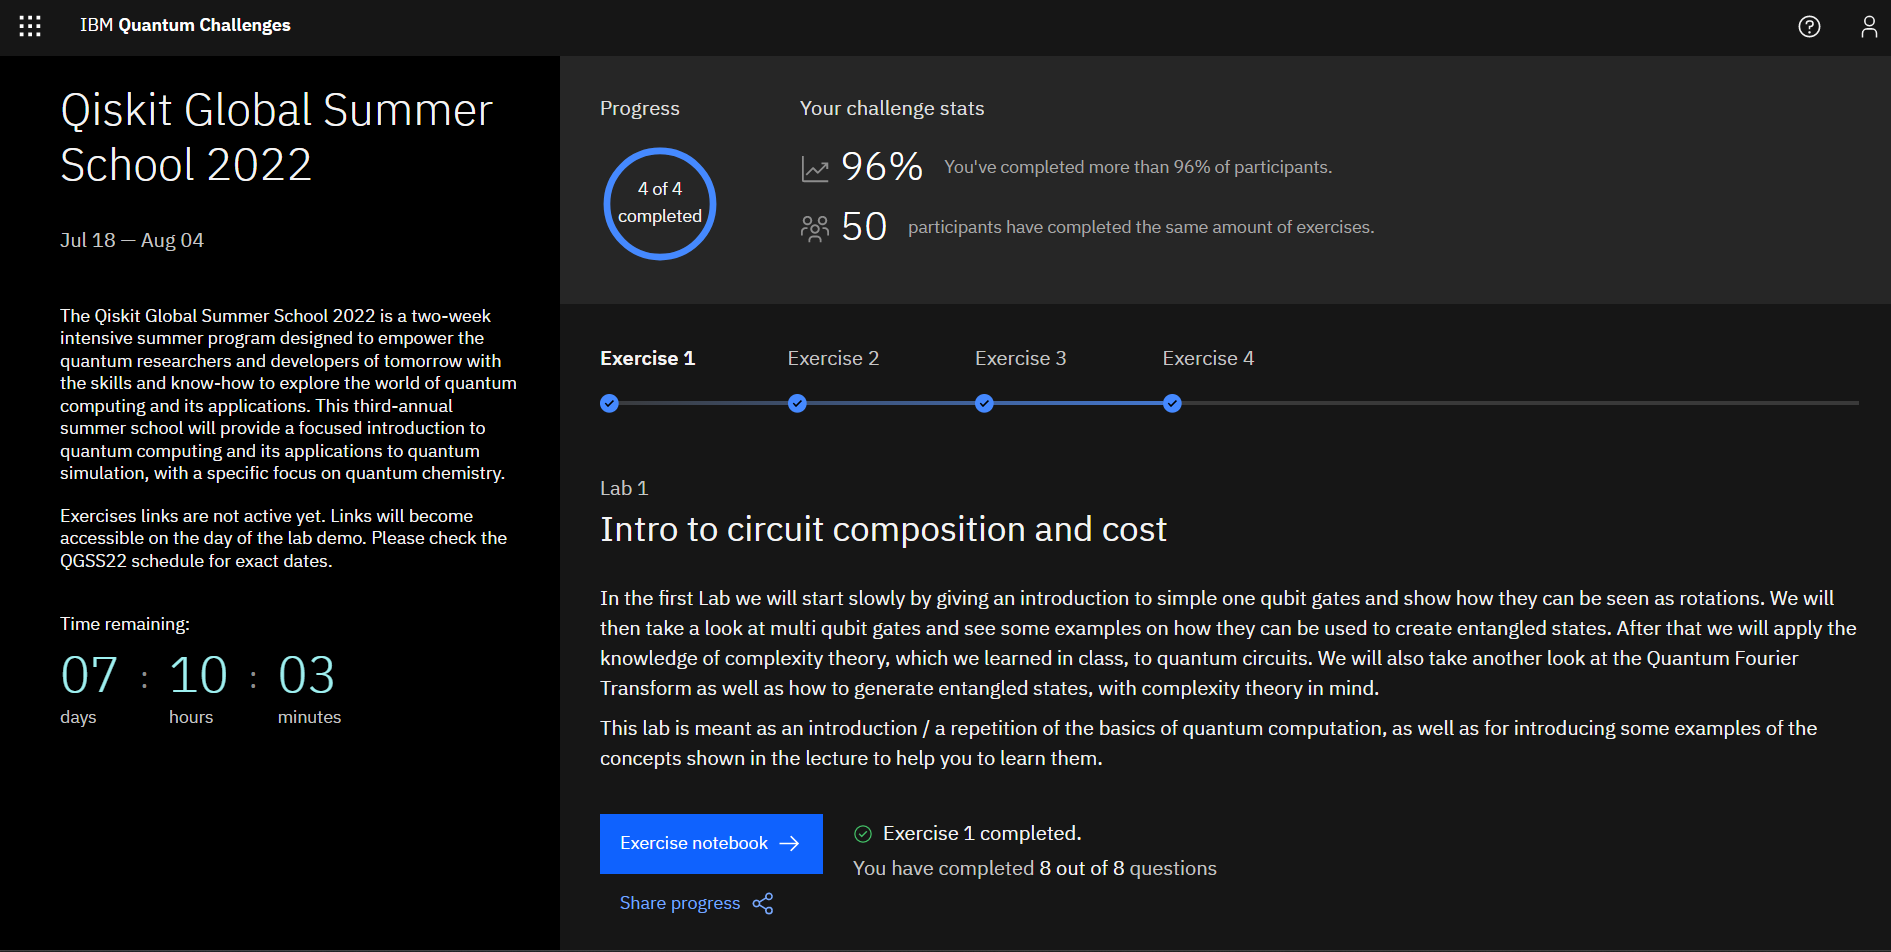 IBM Quantum Challenges
Qiskit Global Summer
School 2022
Jul 18 — Aug 04
The Qiskit Global Summer School 2022 is a two-week
intensive summer program designed to empower the
quantum researchers and developers of tomorrow with
the skills and know-how to explore the world of quantum
computing and its applications. This third-annual
summer school will provide a focused introduction to
quantum computing and its applications to quantum
simulation, with a specific focus on quantum chemistry.
Exercises links are not active yet. Links will become
accessible on the day of the lab demo. Please check the
QGSS22 schedule for exact dates.
Time remaining:
07 : 10 : 03
days hours minutes
Progress
4 of 4
completed
Your challenge stats
96% You've completed more than 96% of participants.
50 participants have completed the same amount of exercises.
Exercise 1 Exercise 2 Exercise 3 Exercise 4
Lab 1
Intro to circuit composition and cost
In the first Lab we will start slowly by giving an introduction to simple one qubit gates and show how they can be seen as rotations. We will
then take a look at multi qubit gates and see some examples on how they can be used to create entangled states. After that we will apply the
knowledge of complexity theory, which we learned in class, to quantum circuits. We will also take another look at the Quantum Fourier
Transform as well as how to generate entangled states, with complexity theory in mind.
This lab is meant as an introduction / a repetition of the basics of quantum computation, as well as for introducing some examples of the
concepts shown in the lecture to help you to learn them.
Exercise notebook
Exercise 1 completed.
You have completed 8 out of 8 questions
Share progress